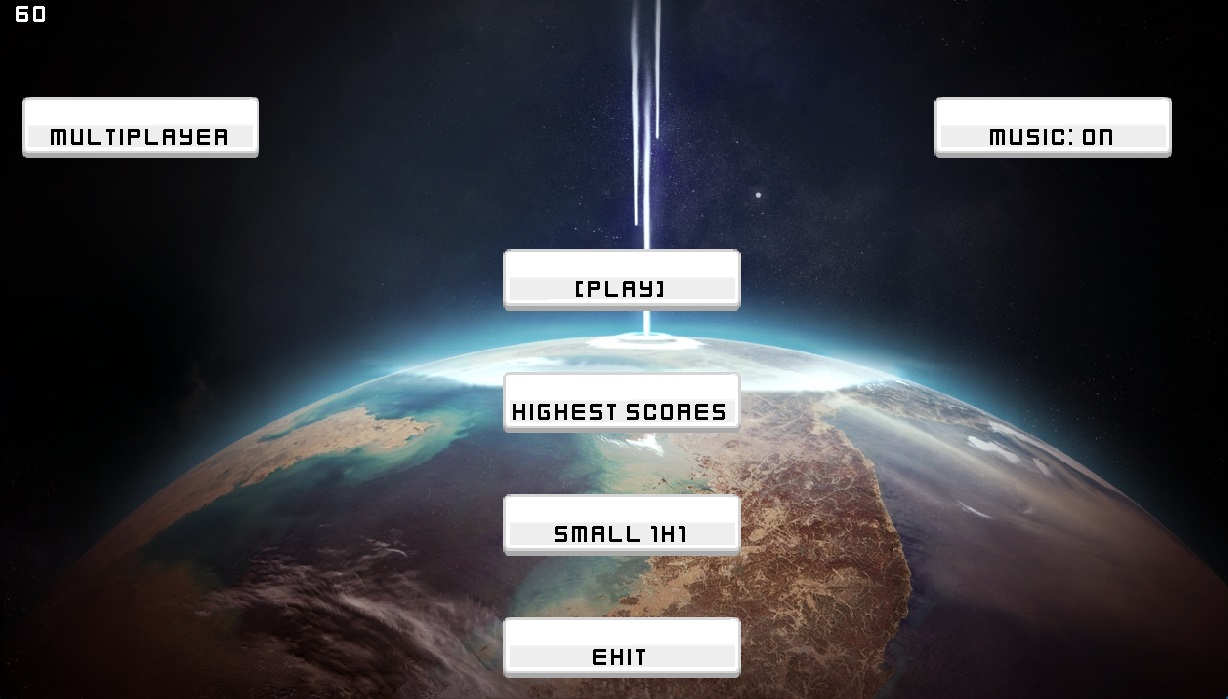 60
MULTIPLAYER
MUSIC: ON
[PLAY]
HIGHEST SCORES
SMALL 1X1
EXIT